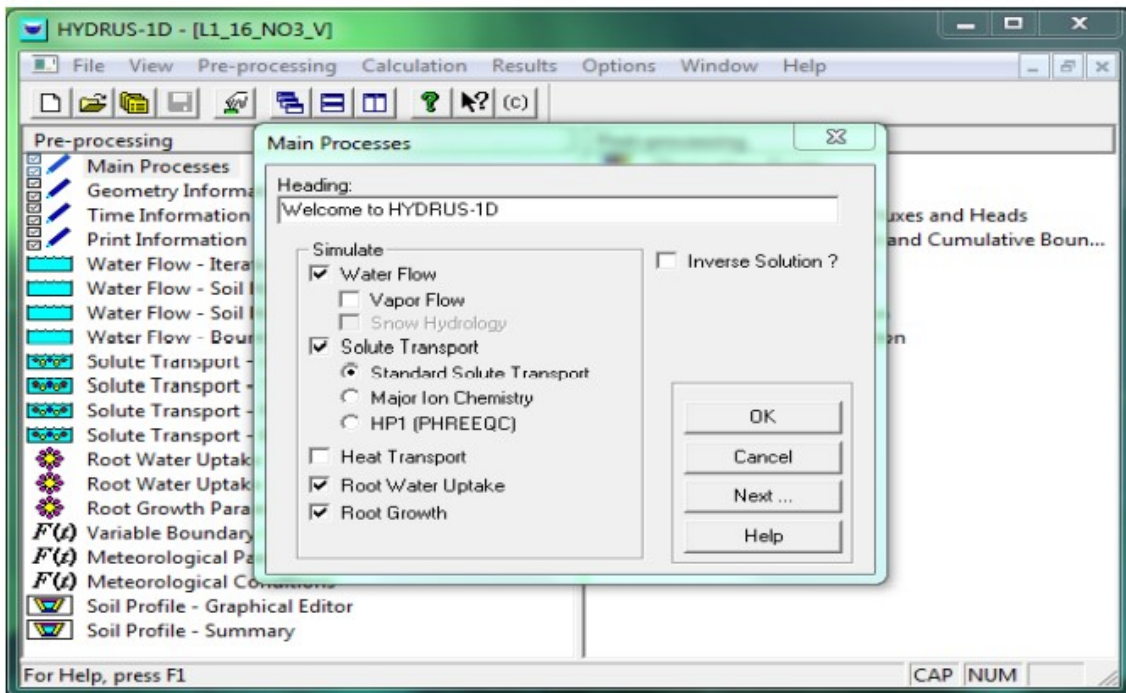 HYDRUS-1D - [L1_16_NO3_V]
File View Pre-processing Calculation Results Options Window Help
(c)
Pre-processing
Main Processes
Geometry Informa
Time Information
Print Information
Water Flow - Itera
Water Flow - Soil
Water Flow - Soil
Water Flow - Boun
Solute Transport -
Solute Transport -
Solute Transport -
Solute Transport -
Root Water Uptake
Root Water Uptak
Root Growth Para
F(t) Variable Boundary
F(t) Meteorological Pa
F(t) Meteorological Conditions
Soil Profile - Graphical Editor
Soil Profile - Summary
uxes and Heads
and Cumulative Boun...
on
Main Processes
Heading:
Welcome to HYDRUS-1D
Simulate
Water Flow
Vapor Flow
Snow Hydrology
Solute Transport
Standard Solute Transport
Major Ion Chemistry
HP1 (PHREEQC)
Heat Transport
Root Water Uptake
Root Growth
Inverse Solution ?
OK
Cancel
Next ...
Help
For Help, press F1
CAP NUM